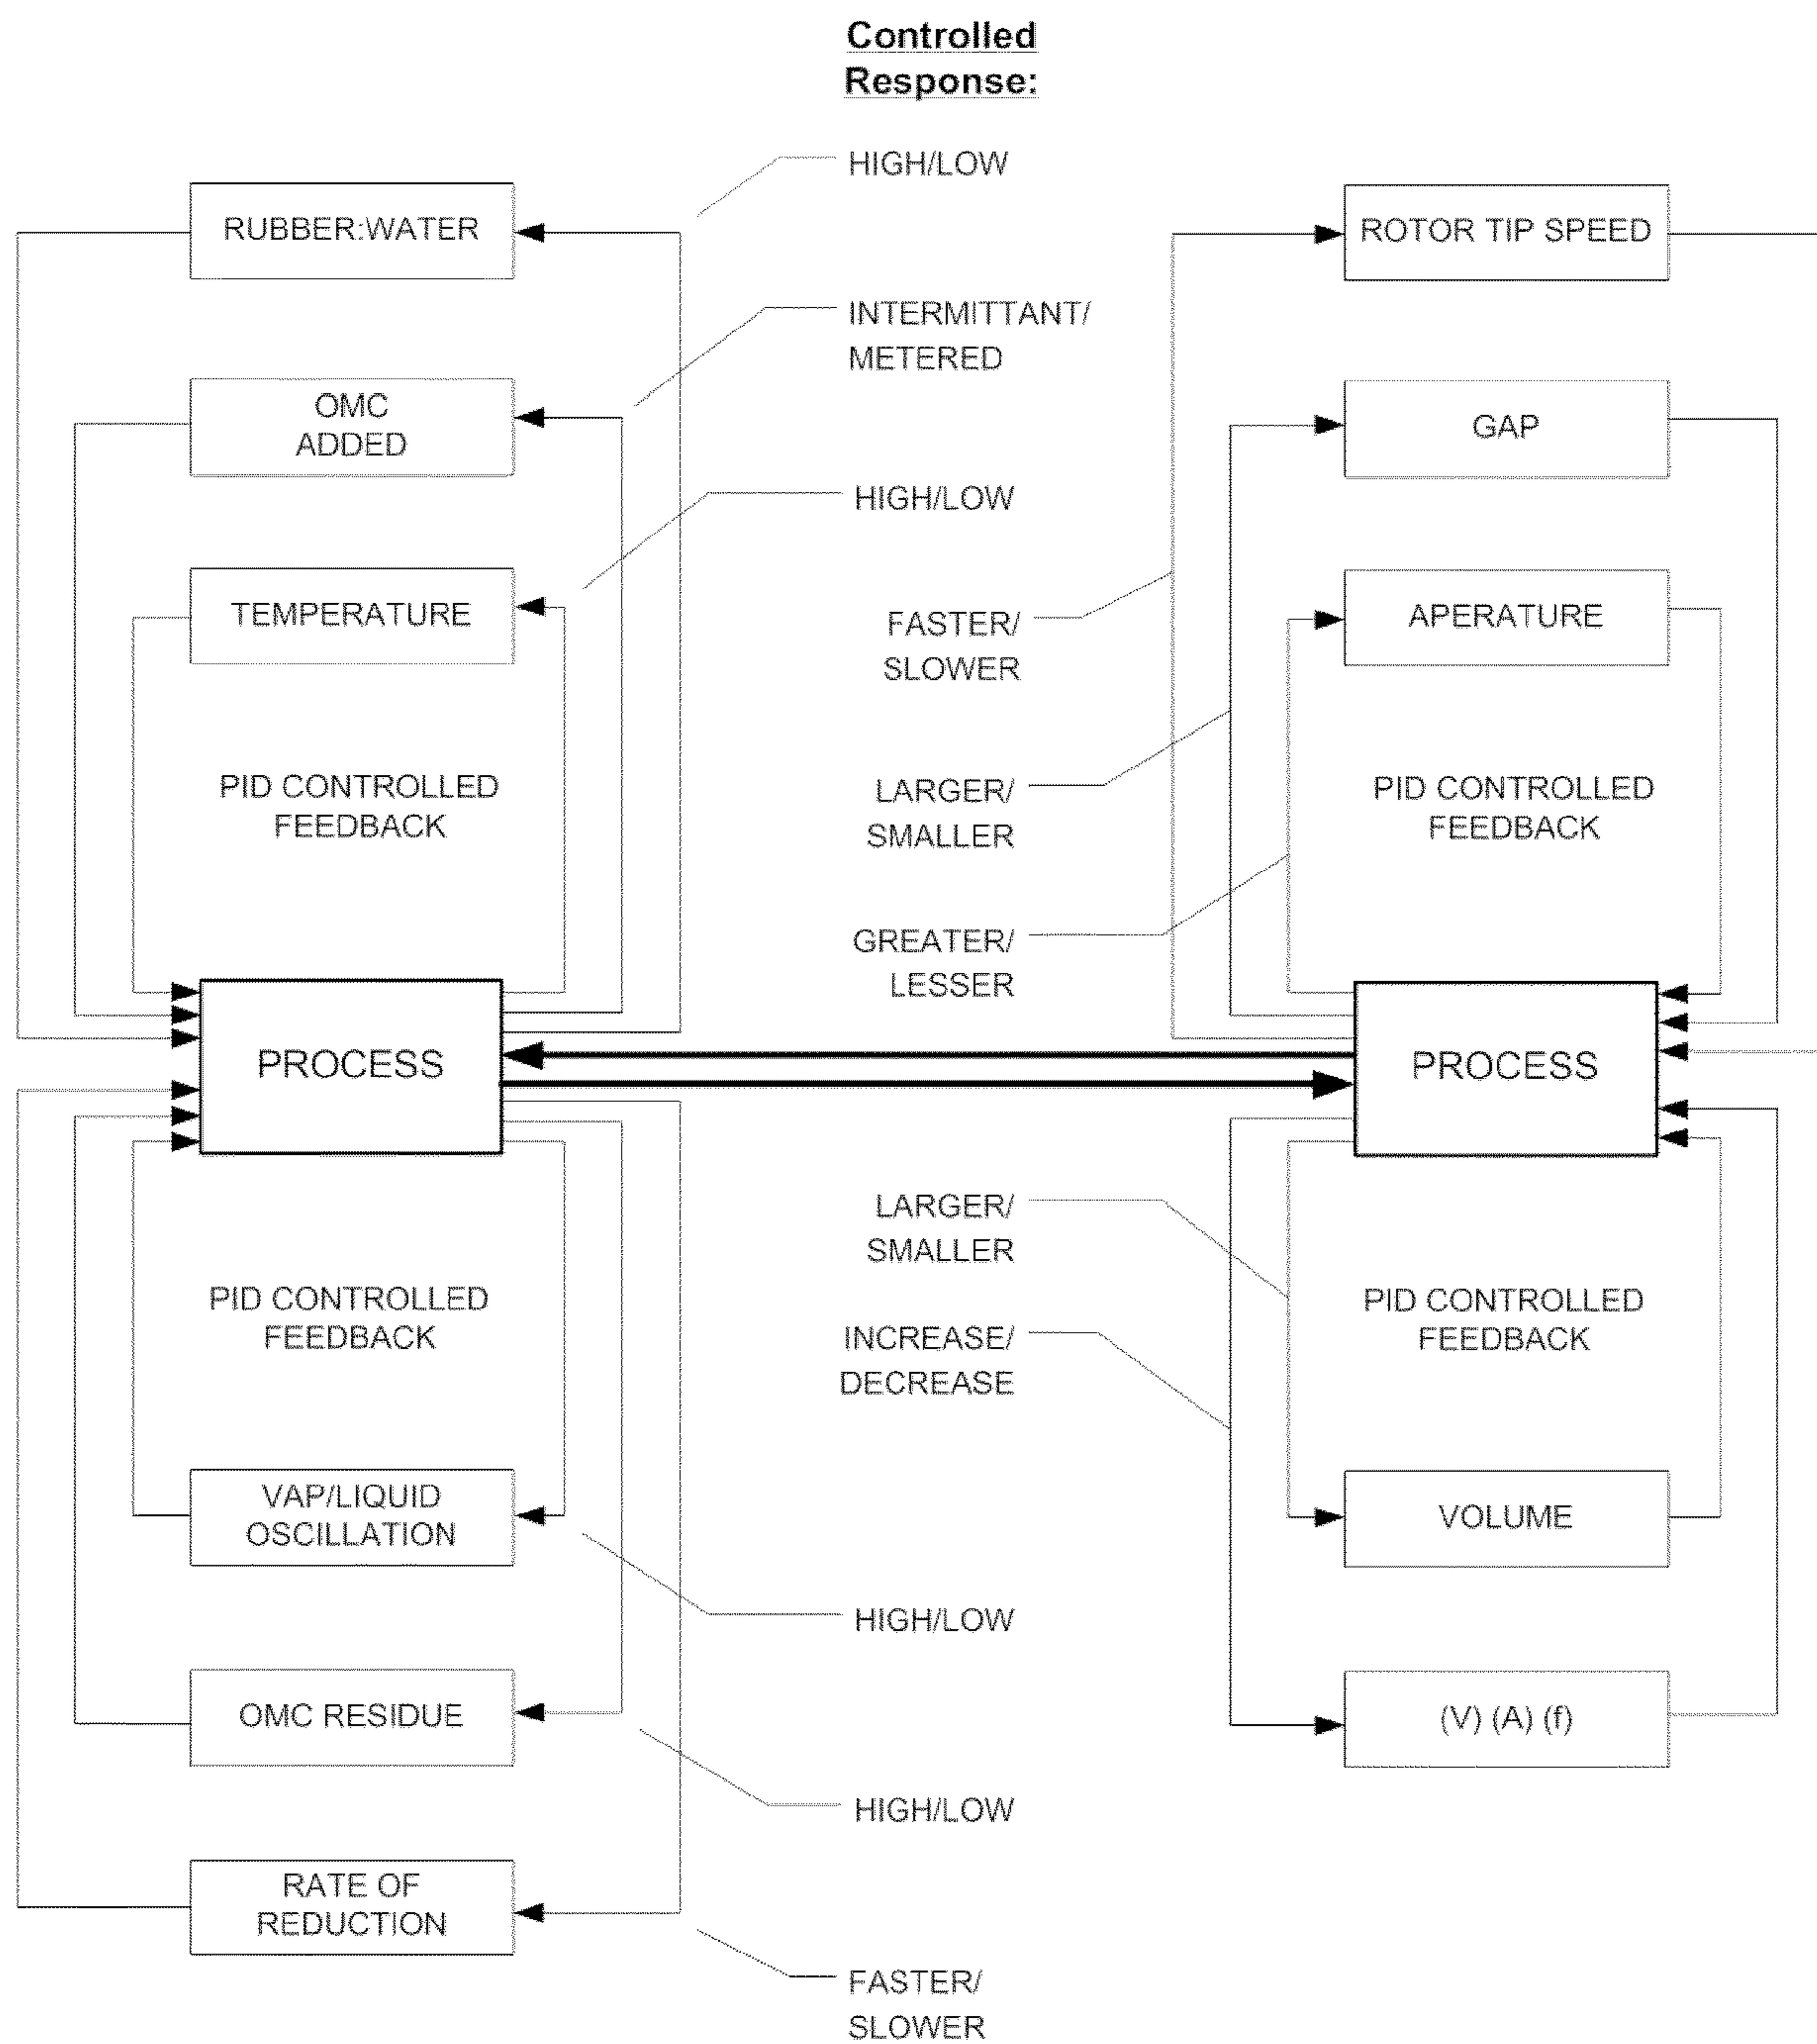 Controlled
Response:
HIGH/LOW
RUBBER:WATER
ROTOR TIP SPEED
INTERMITTANT/
METERED
OMC
ADDED
GAP
HIGH/LOW
TEMPERATURE
APERATURE
FASTER/
SLOWER
PID CONTROLLED
FEEDBACK
LARGER/
SMALLER
PID CONTROLLED
FEEDBACK
GREATER/
LESSER
PROCESS
PROCESS
LARGER/
SMALLER
PID CONTROLLED
FEEDBACK
PID CONTROLLED
FEEDBACK
INCREASE/
DECREASE
VAP/LIQUID
OSCILLATION
VOLUME
HIGH/LOW
OMC RESIDUE
(V) (A) (f)
HIGH/LOW
RATE OF
REDUCTION
FASTER/
SLOWER